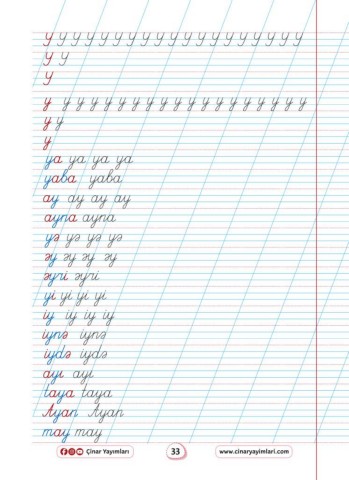 Y Y Y Y Y Y Y Y Y Y Y Y Y Y Y Y Y Y Y
Y Y
Y
y y y y y y y y y y y y y y y y y y y
y y
y
ya ya ya ya
yaba yaba
ay ay ay ay
ayna ayna
yə yə yə yə
əy əy əy əy
əyri əyri
yi yi yi yi
iy iy iy iy
iynə iynə
iydə iydə
ayı ayı
taya taya
Ayan Ayan
may may
Çinar Yayımları 33 www.cinaryayimlari.com